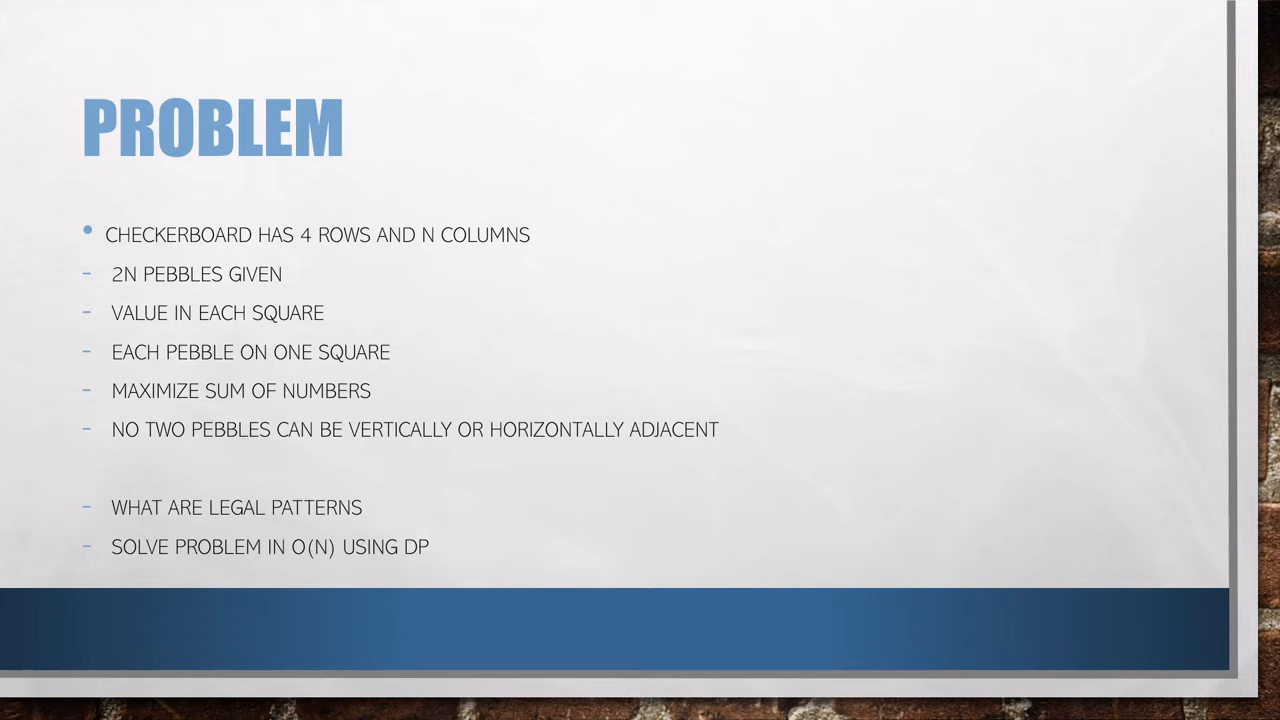 PROBLEM
• CHECKERBOARD HAS 4 ROWS AND N COLUMNS
- 2N PEBBLES GIVEN
- VALUE IN EACH SQUARE
- EACH PEBBLE ON ONE SQUARE
- MAXIMIZE SUM OF NUMBERS
- NO TWO PEBBLES CAN BE VERTICALLY OR HORIZONTALLY ADJACENT
- WHAT ARE LEGAL PATTERNS
- SOLVE PROBLEM IN O(N) USING DP